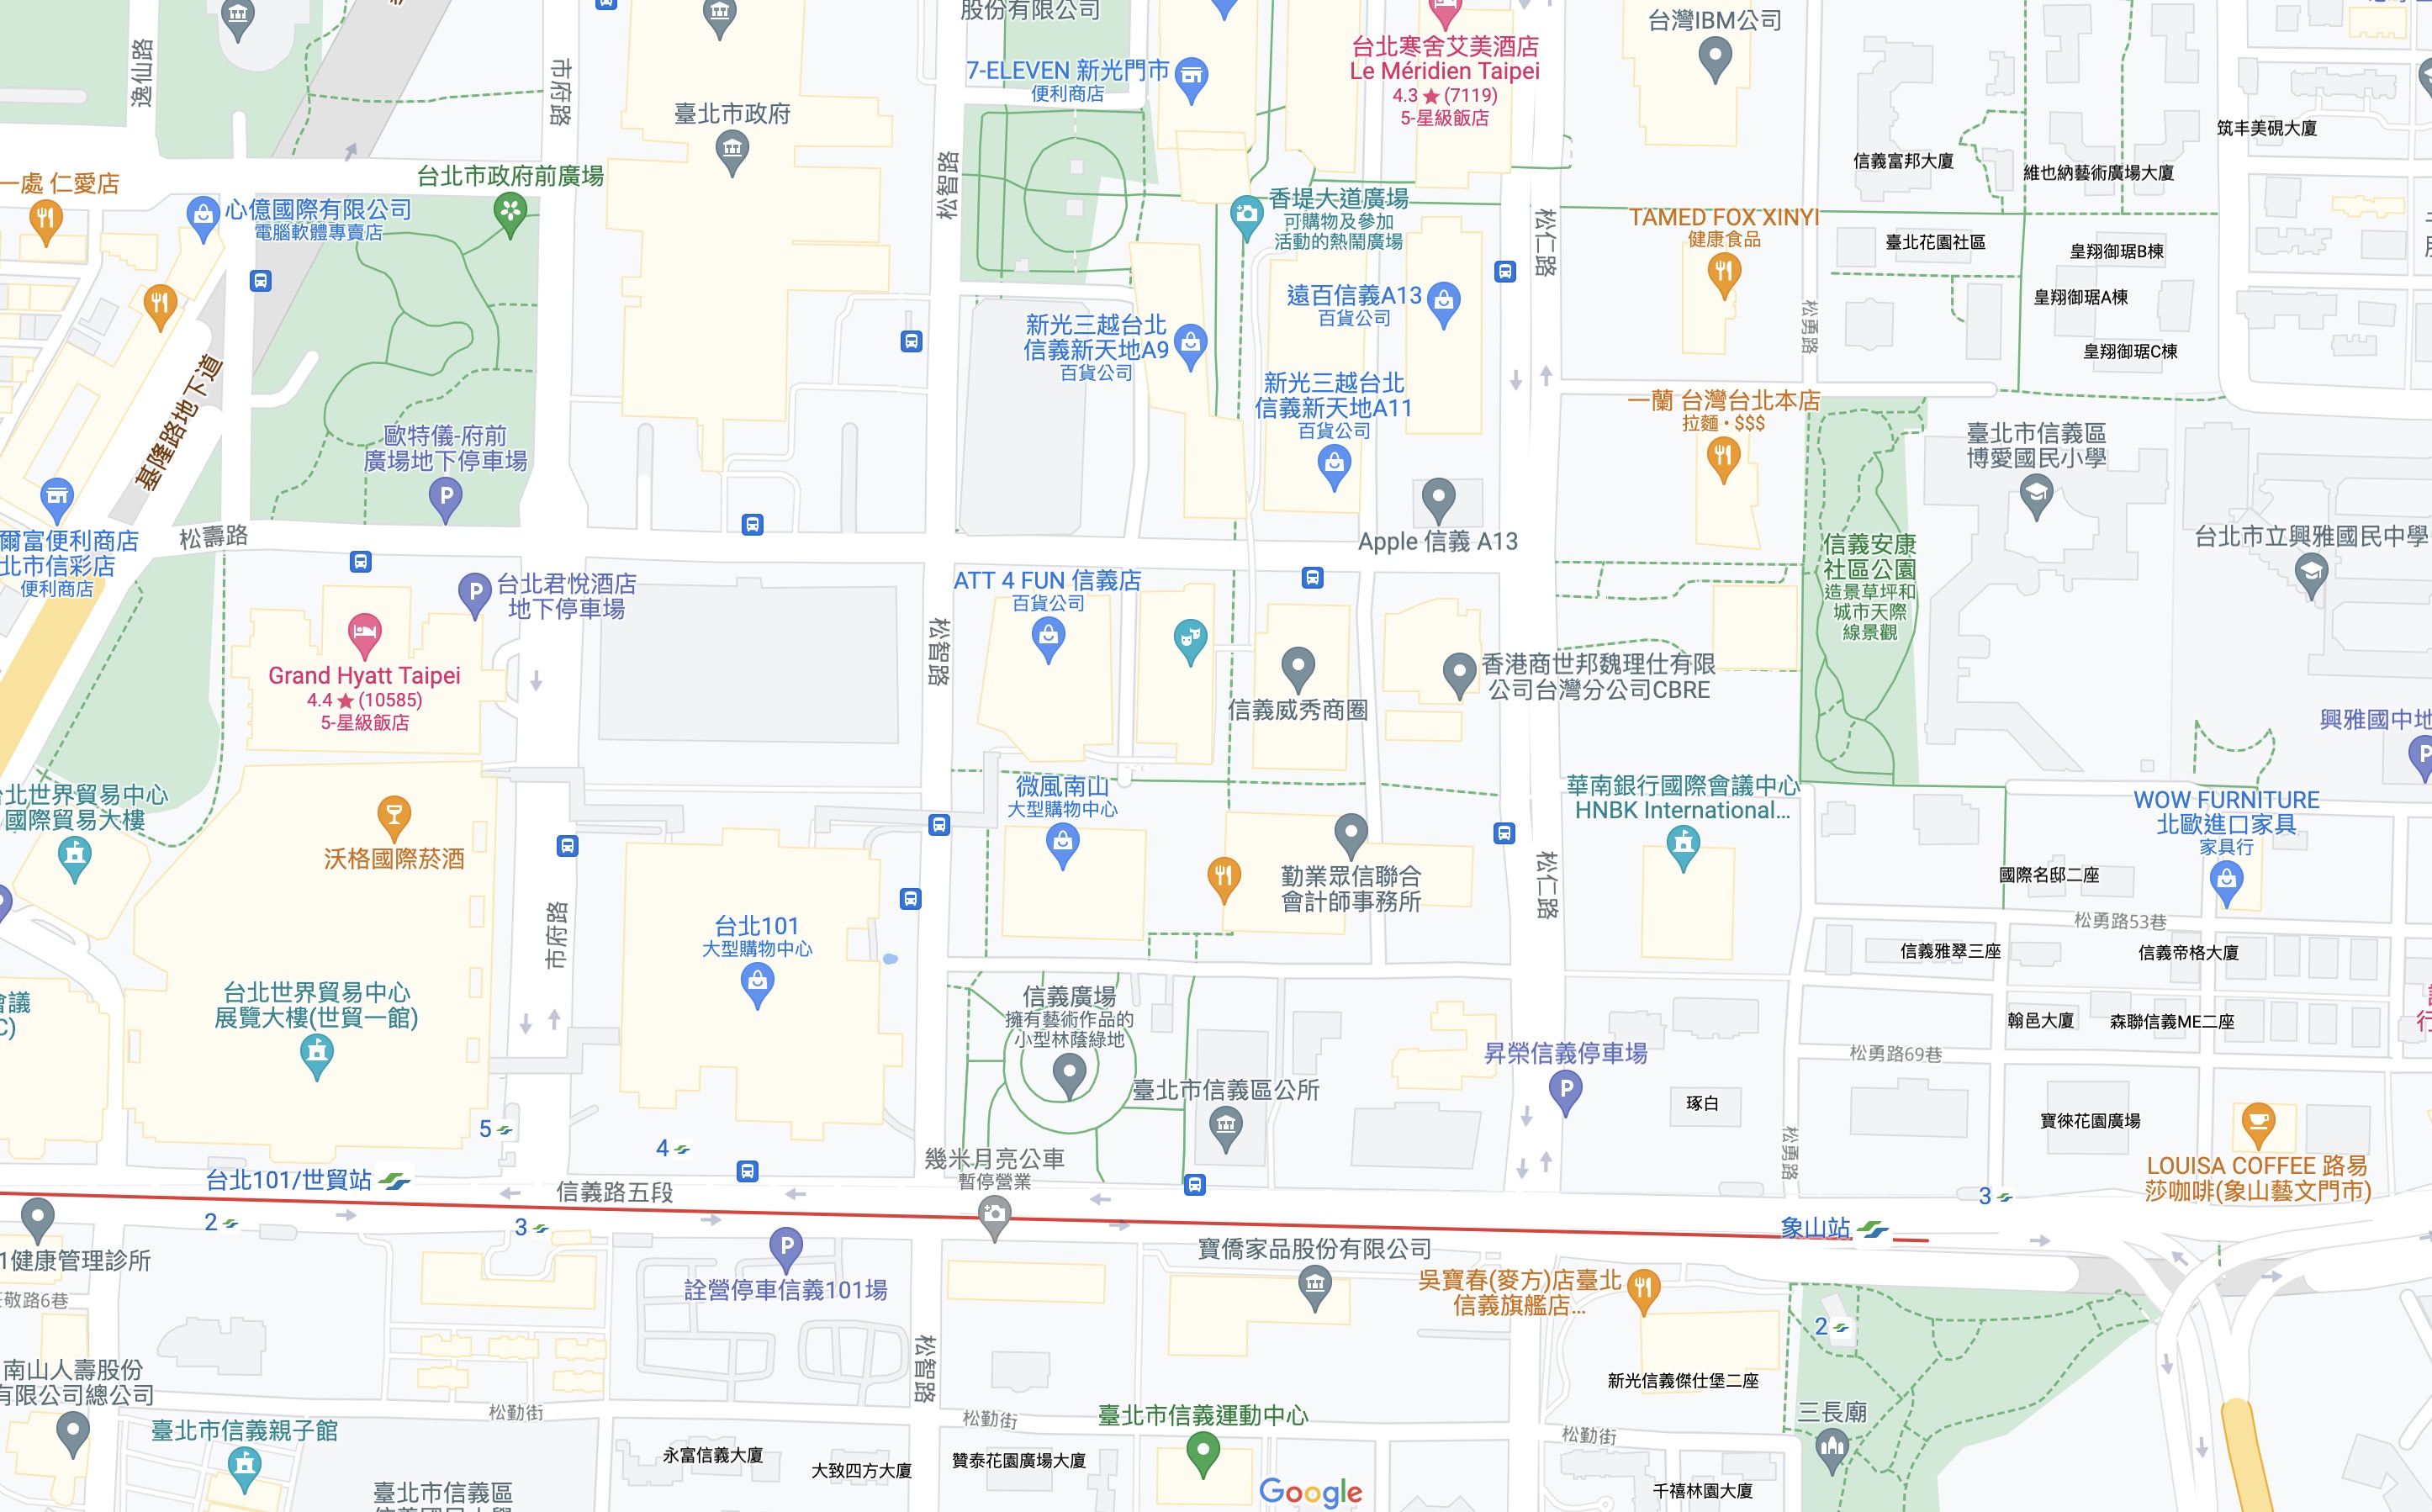 股份有限公司
台灣IBM公司
逸仙路
市府路
7-ELEVEN 新光門市
便利商店
台北寒舍艾美酒店
Le Méridien Taipei
4.3 ★ (7119)
5-星級飯店
臺北市政府
筑丰美硯大廈
信義富邦大廈
維也納藝術廣場大廈
松智路
台北市政府前廣場
一處 仁愛店
心億國際有限公司
電腦軟體專賣店
香堤大道廣場
可購物及參加
活動的熱鬧廣場
松仁路
TAMED FOX XINYI
健康食品
臺北花園社區
皇翔御琚B棟
皇翔御琚A棟
皇翔御琚C棟
遠百信義A13
百貨公司
松勇路
新光三越台北
信義新天地A9
百貨公司
新光三越台北
信義新天地A11
百貨公司
基隆路地下道
歐特儀-府前
廣場地下停車場
P
一蘭 台灣台北本店
拉麵 • $$$
臺北市信義區
博愛國民小學
松壽路
爾富便利商店
北市信彩店
便利商店
Apple 信義 A13
台北市立興雅國民中學
信義安康
社區公園
造景草坪和
城市天際
線景觀
P
台北君悅酒店
地下停車場
ATT 4 FUN 信義店
百貨公司
松智路
Grand Hyatt Taipei
4.4 ★ (10585)
5-星級飯店
信義威秀商圈
香港商世邦魏理仕有限
公司台灣分公司CBRE
興雅國中地
P
台北世界貿易中心
國際貿易大樓
沃格國際菸酒
微風南山
大型購物中心
華南銀行國際會議中心
HNBK International...
WOW FURNITURE
北歐進口家具
家具行
勤業眾信聯合
會計師事務所
松仁路
國際名邸二座
松勇路53巷
市府路
台北101
大型購物中心
信義雅翠三座
信義帝格大廈
會議
C)
台北世界貿易中心
展覽大樓(世貿一館)
信義廣場
擁有藝術作品的
小型林蔭綠地
翰邑大廈
森聯信義ME二座
行
昇榮信義停車場
P
松勇路69巷
臺北市信義區公所
琢白
寶徠花園廣場
5
4
松勇路
幾米月亮公車
暫停營業
台北101/世貿站
信義路五段
LOUISA COFFEE 路易
莎咖啡(象山藝文門市)
3
2
3
象山站
P
詮營停車信義101場
寶僑家品股份有限公司
1健康管理診所
吳寶春(麥方)店臺北
信義旗艦店...
敬路6巷
2
松智路
南山人壽股份
有限公司總公司
新光信義傑仕堡二座
松勤街
松勤街
臺北市信義運動中心
三長廟
松勤街
臺北市信義親子館
永富信義大廈
大致四方大廈
贊泰花園廣場大廈
臺北市信義區
Google
千禧林園大廈